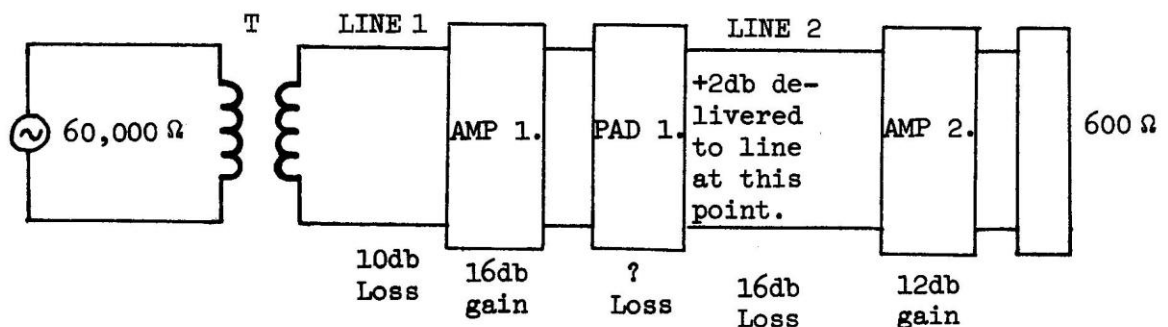 T
LINE 1
LINE 2
60,000 Ω
AMP 1.
PAD 1.
+2db de-
livered
to line
at this
point.
AMP 2.
600 Ω
10db
Loss
16db
gain
?
Loss
16db
Loss
12db
gain